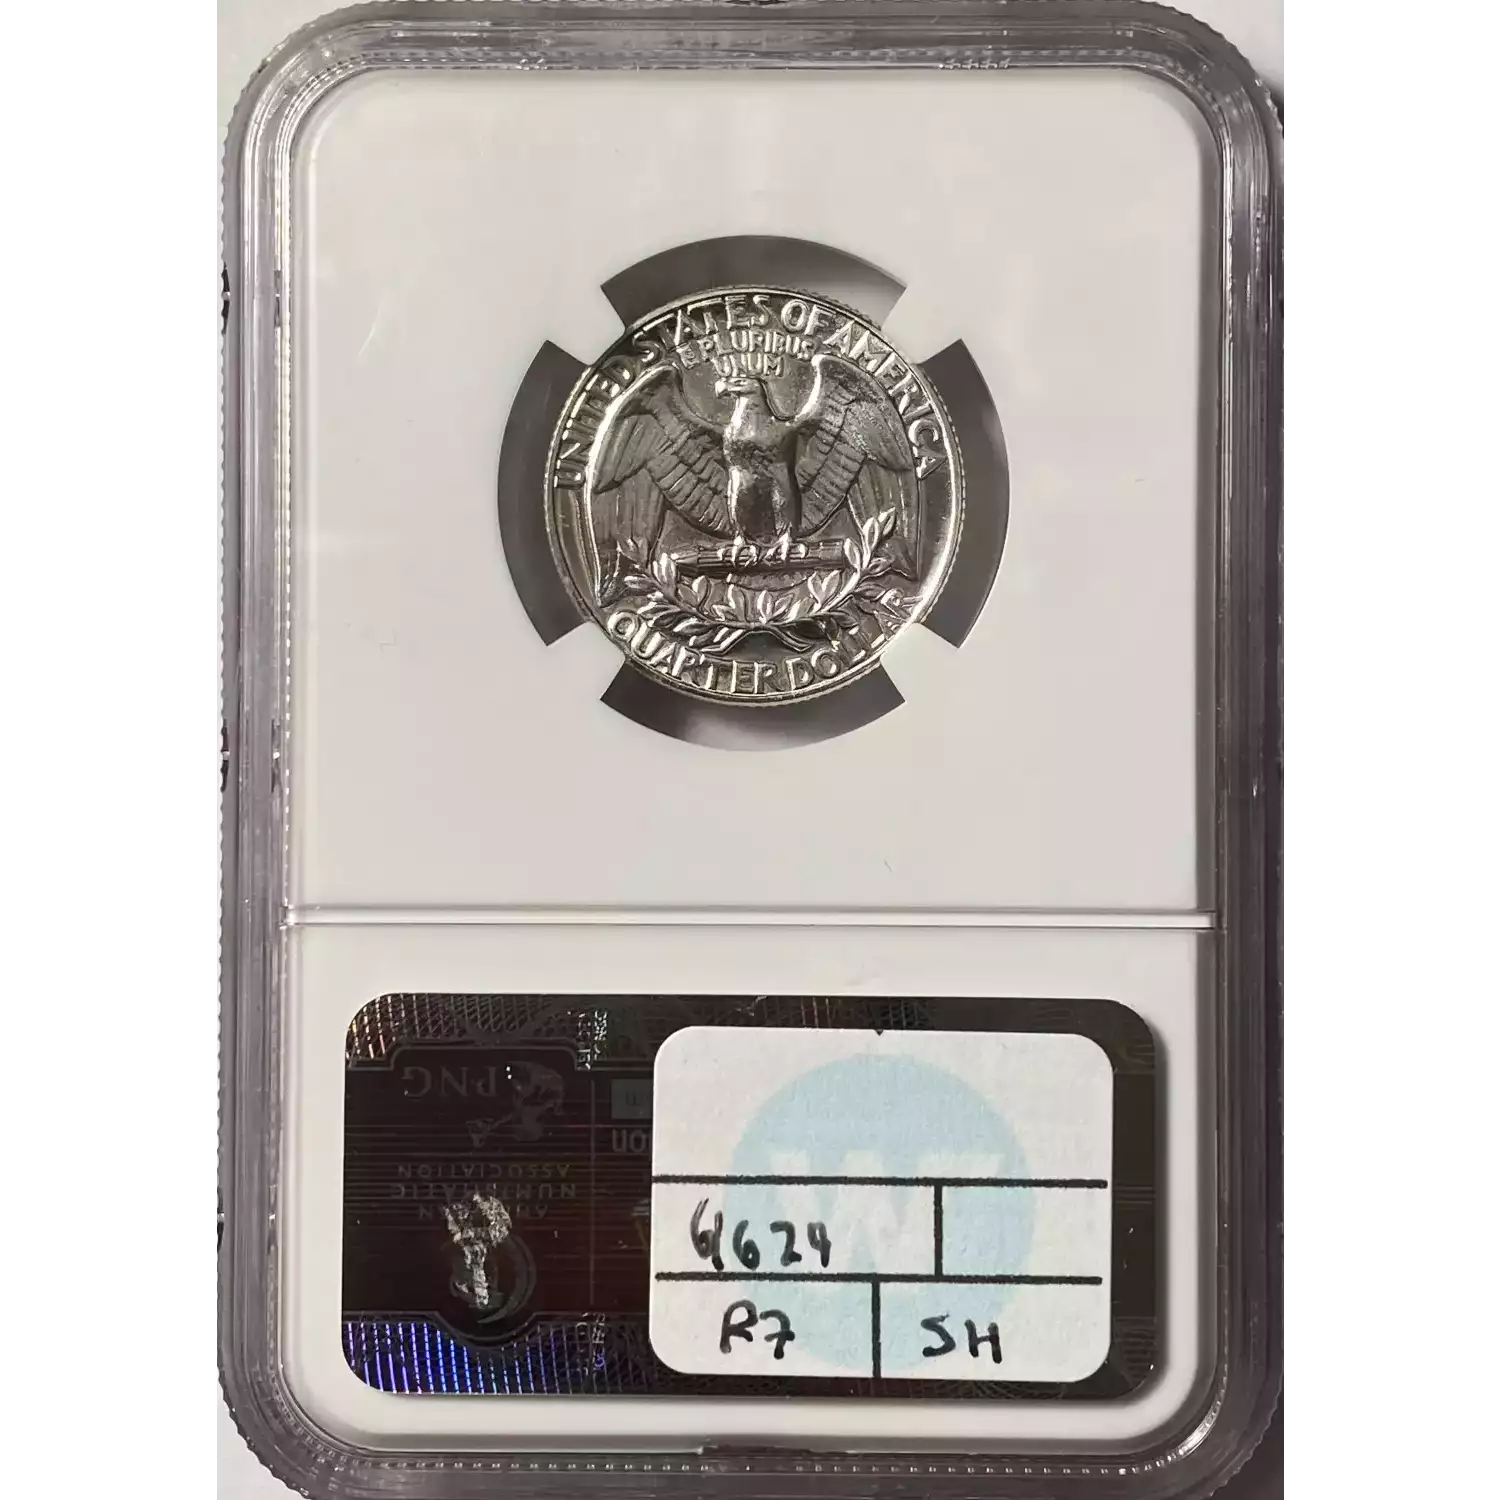 UNITED STATES OF AMERICA
E PLURIBUS
UNUM
QUARTER DOLLAR
PNG
ASSOCIATION
NUMISMATIC
W
6624
R7
SH